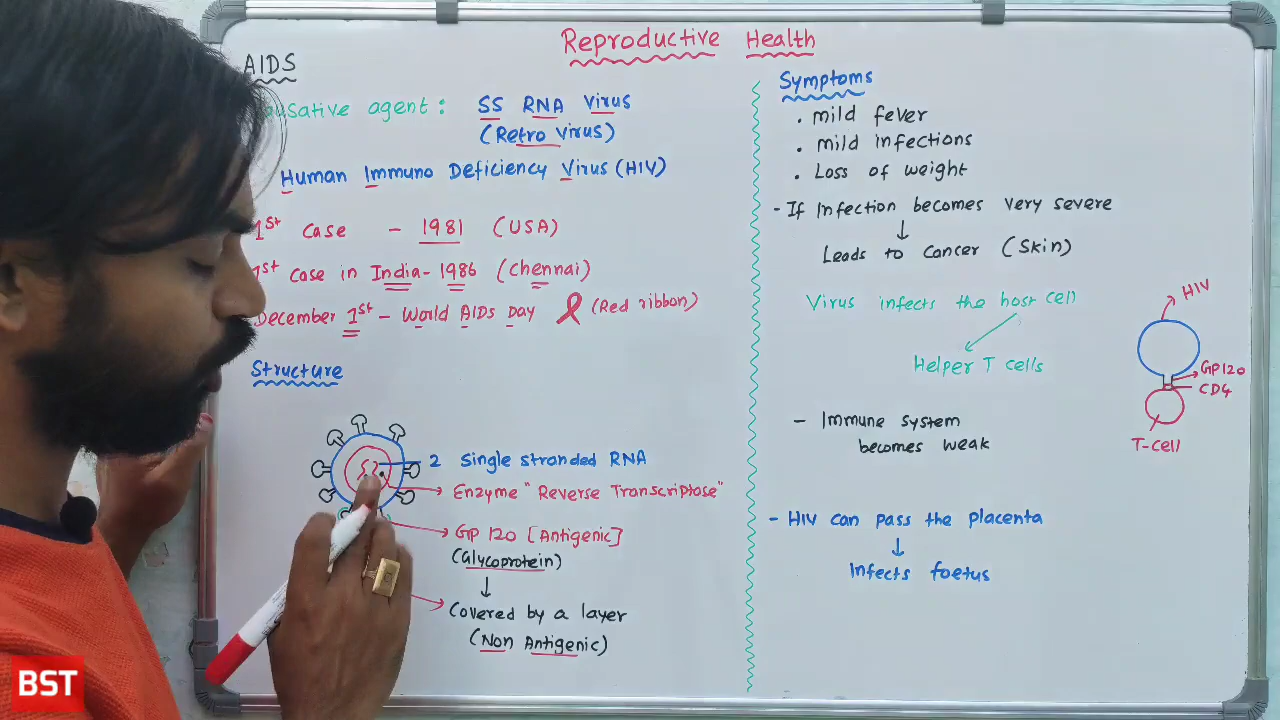 Reproductive Health
AIDS
ausative agent : SS RNA Virus
(Retro Virus)
Human Immuno Deficiency Virus (HIV)
1st case - 1981 (USA)
1st case in India - 1986 (Chennai)
December 1st - World AIDS Day (Red ribbon)
Structure
2 Single stranded RNA
Enzyme "Reverse Transcriptase"
GP 120 [Antigenic]
(Glycoprotein)
Covered by a layer
(Non Antigenic)
Symptoms
. mild fever
. mild infections
. Loss of weight
- If Infection becomes very severe
Leads to Cancer (Skin)
Virus infects the host cell
Helper T cells
- Immune system
becomes weak
- HIV can pass the placenta
Infects foetus
HIV
GP120
CD4
T-cell
BST